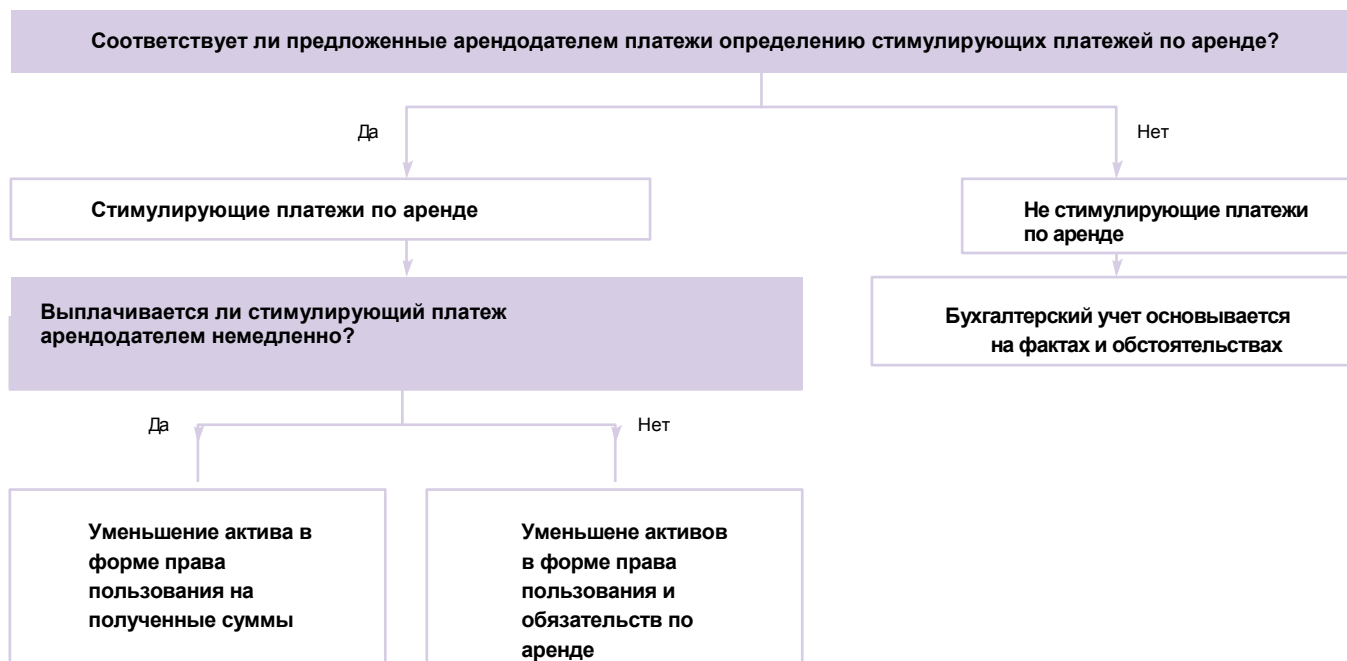 Соответствует ли предложенные арендодателем платежи определению стимулирующих платежей по аренде?
Да
Нет
Стимулирующие платежи по аренде
Не стимулирующие платежи
по аренде
Выплачивается ли стимулирующий платеж
арендодателем немедленно?
Бухгалтерский учет основывается
на фактах и обстоятельствах
Да
Нет
Уменьшение актива в
форме права
пользования на
полученные суммы
Уменьшене активов
в форме права
пользования и
обязательств по
аренде